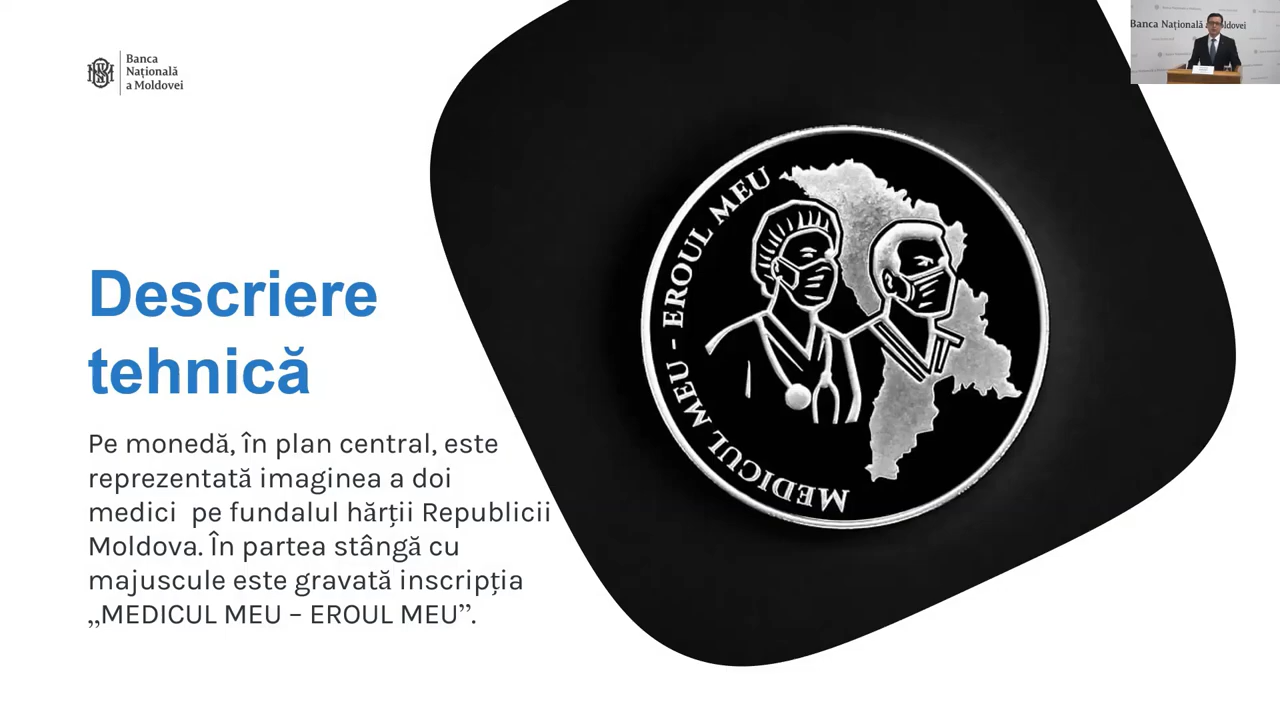 Banca
Națională
a Moldovei
Banca Națională Moldovei
MEDICUL MEU - EROUL MEU
Descriere
tehnică
Pe monedă, în plan central, este
reprezentată imaginea a doi
medici pe fundalul hărții Republicii
Moldova. În partea stângă cu
majuscule este gravată inscripția
„MEDICUL MEU – EROUL MEU”.